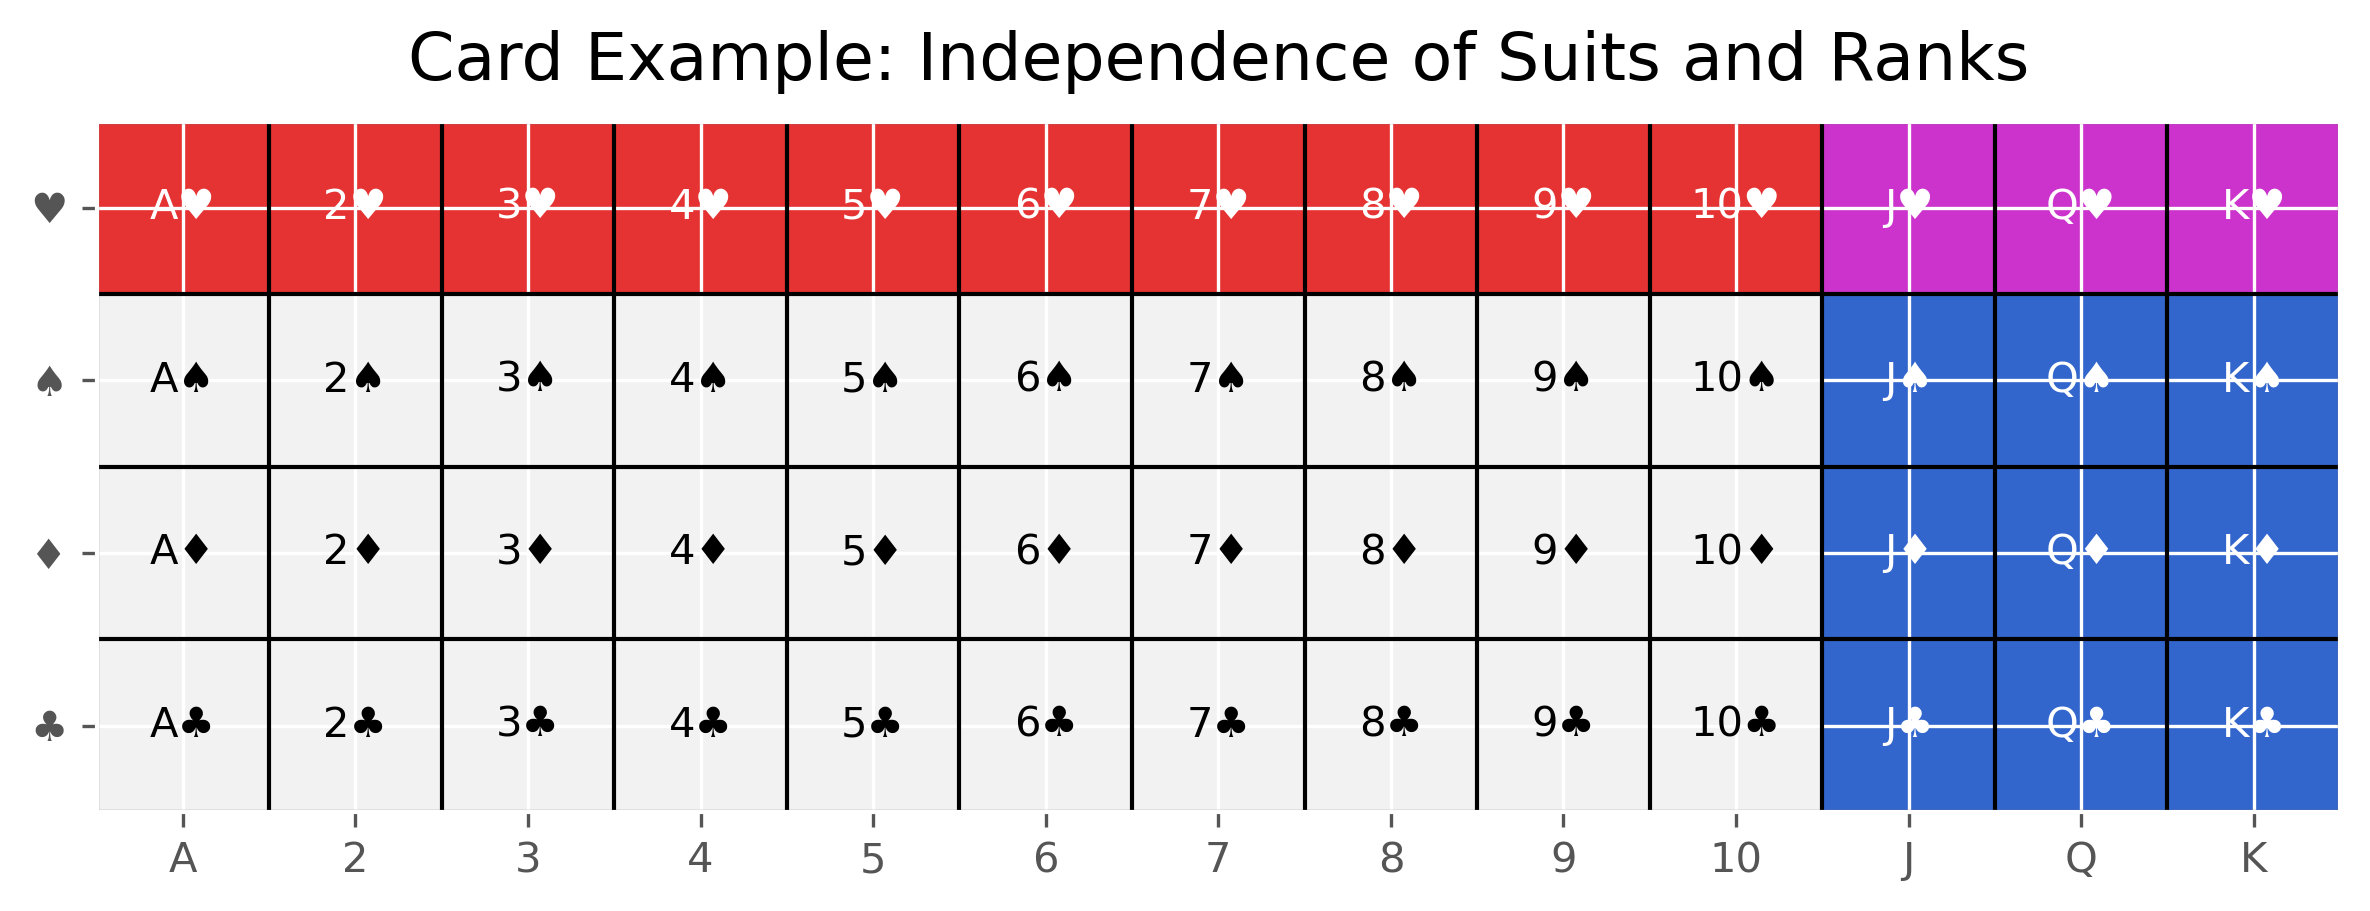 Card Example: Independence of Suits and Ranks
♥ A♥ 2♥ 3♥ 4♥ 5♥ 6♥ 7♥ 8♥ 9♥ 10♥ J♥ Q♥ K♥
♠ A♠ 2♠ 3♠ 4♠ 5♠ 6♠ 7♠ 8♠ 9♠ 10♠ J♠ Q♠ K♠
♦ A♦ 2♦ 3♦ 4♦ 5♦ 6♦ 7♦ 8♦ 9♦ 10♦ J♦ Q♦ K♦
♣ A♣ 2♣ 3♣ 4♣ 5♣ 6♣ 7♣ 8♣ 9♣ 10♣ J♣ Q♣ K♣
A 2 3 4 5 6 7 8 9 10 J Q K